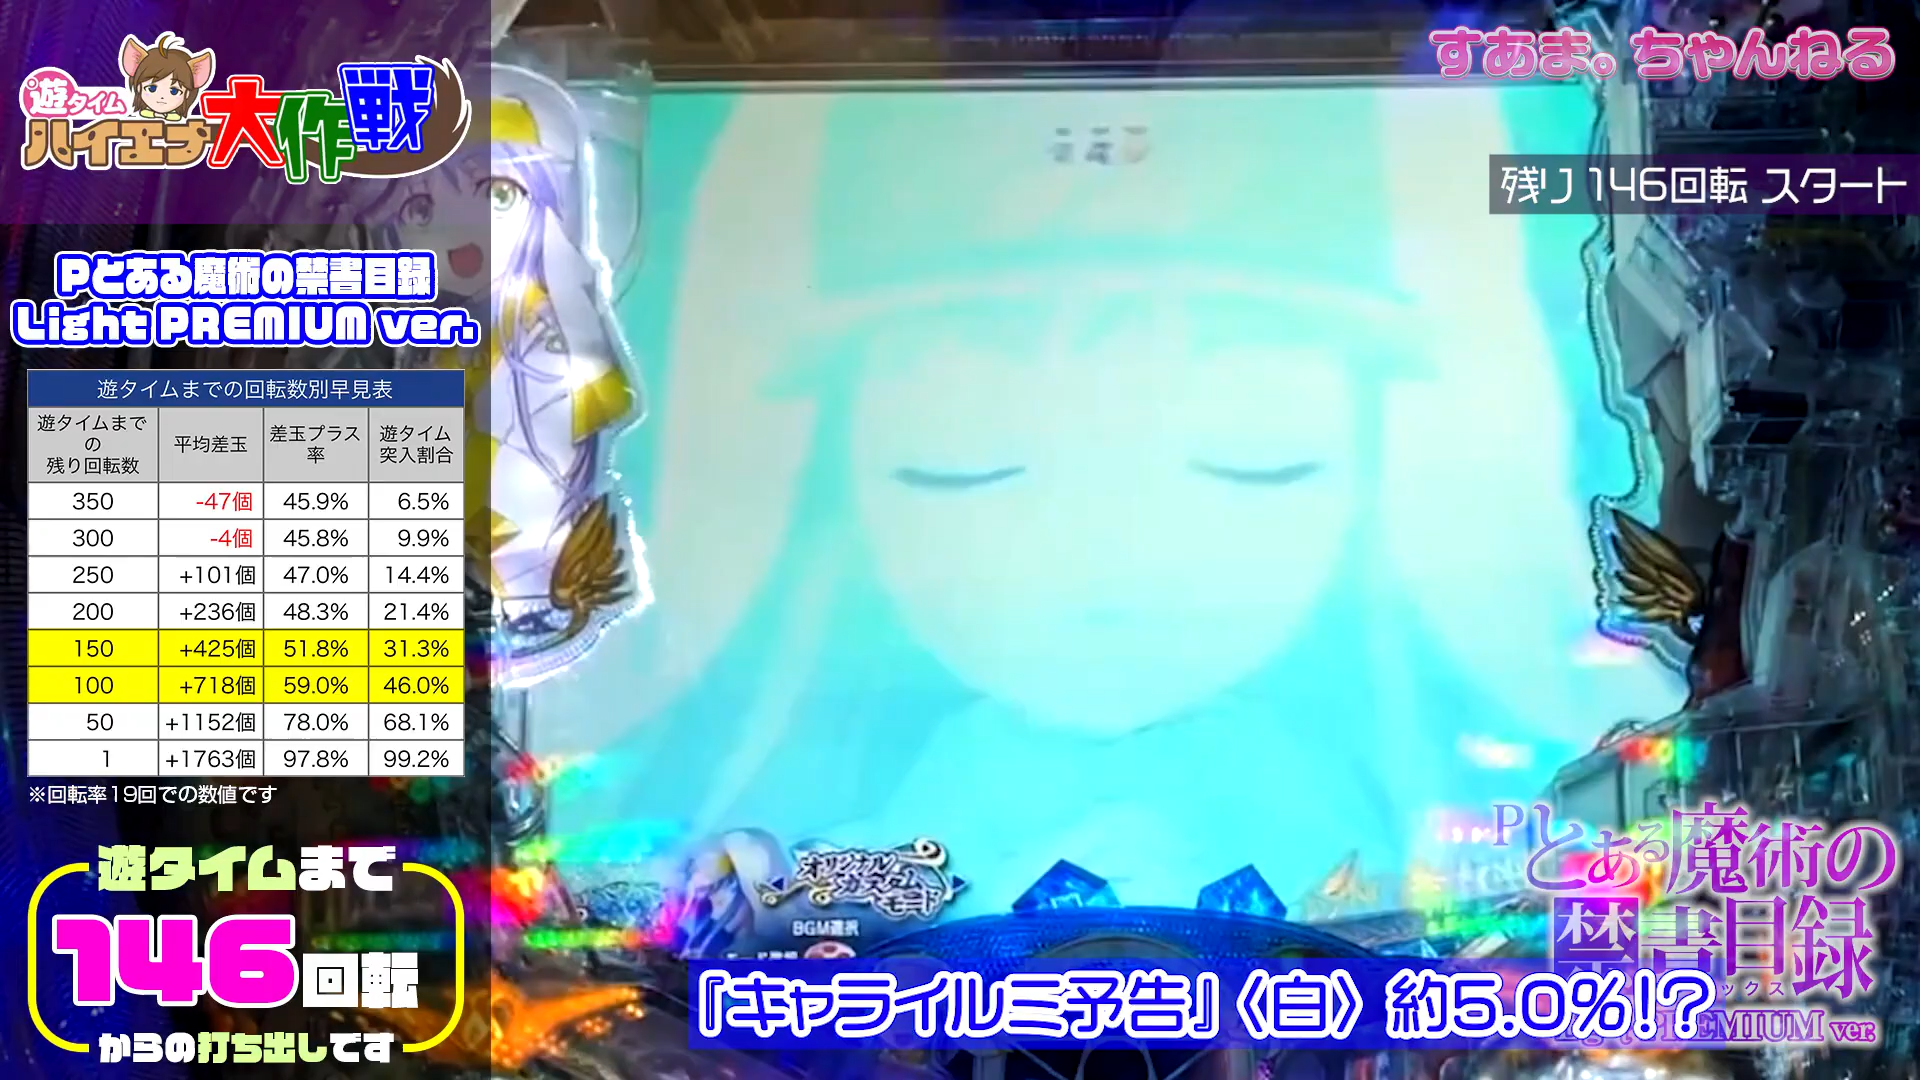 遊タイム
ハイエナ大作戦
Pとある魔術の禁書目録
Light PREMIUM ver.
遊タイムまでの回転数別早見表
遊タイムまでの残り回転数 平均差玉 差玉プラス率 遊タイム突入割合
350 -47個 45.9% 6.5%
300 -4個 45.8% 9.9%
250 +101個 47.0% 14.4%
200 +236個 48.3% 21.4%
150 +425個 51.8% 31.3%
100 +718個 59.0% 46.0%
50 +1152個 78.0% 68.1%
1 +1763個 97.8% 99.2%
※回転率19回での数値です
遊タイムまで
146回転
からの打ち出しです
すあま。ちゃんねる
残り146回転 スタート
オリジナル
カスタム
モード
BGM選択
Pとある魔術の
禁書目録
ックス
PREMIUM ver.
『キャライルミ予告』〈白〉約5.0%!?